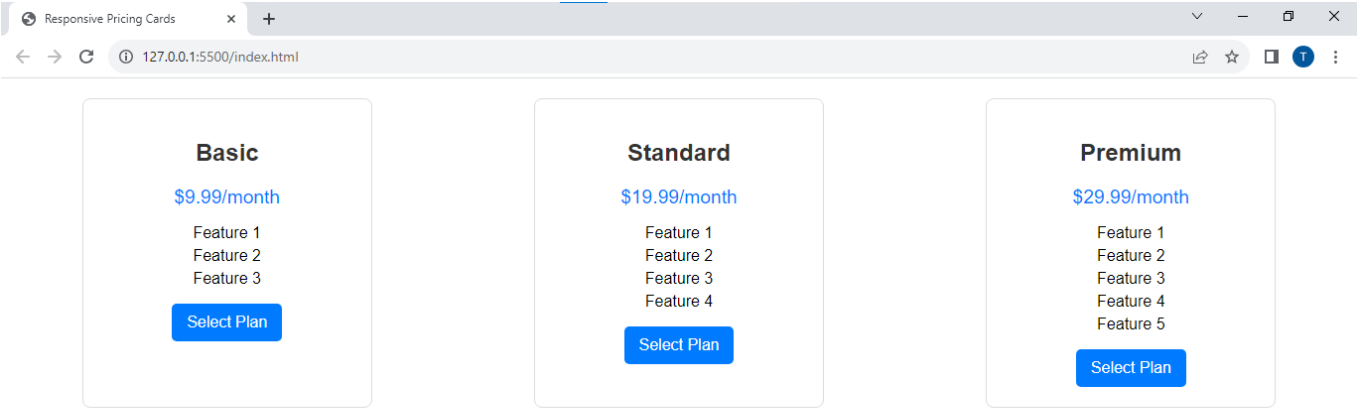 Responsive Pricing Cards
127.0.0.1:5500/index.html
T
Basic
$9.99/month
Feature 1
Feature 2
Feature 3
Select Plan
Standard
$19.99/month
Feature 1
Feature 2
Feature 3
Feature 4
Select Plan
Premium
$29.99/month
Feature 1
Feature 2
Feature 3
Feature 4
Feature 5
Select Plan